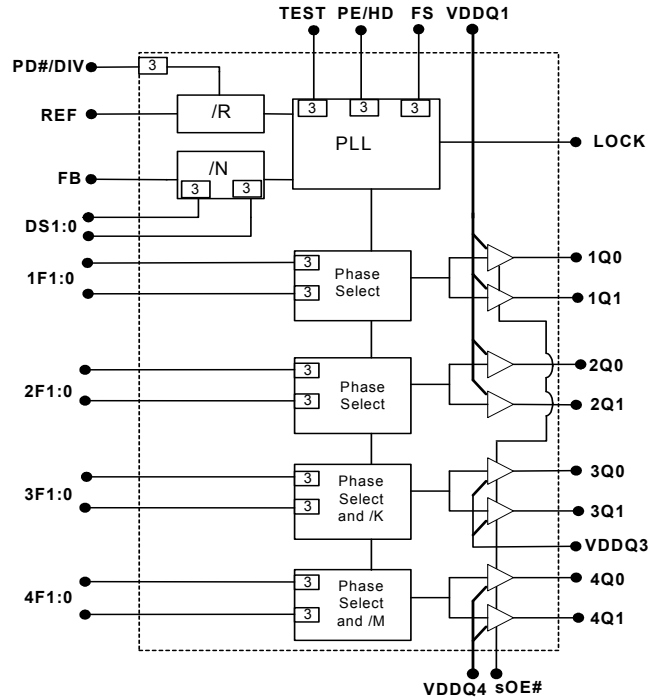 TEST PE/HD FS VDDQ1
PD#/DIV 3
REF /R 3 3 3
PLL LOCK
FB /N
3 3
DS1:0
1F1:0 3 3 Phase Select 1Q0 1Q1
2F1:0 3 3 Phase Select 2Q0 2Q1
3F1:0 3 3 Phase Select and /K 3Q0 3Q1
VDDQ3
4F1:0 3 3 Phase Select and /M 4Q0 4Q1
VDDQ4 sOE#